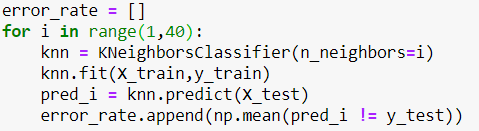 error_rate = []
for i in range(1,40):
    knn = KNeighborsClassifier(n_neighbors=i)
    knn.fit(X_train,y_train)
    pred_i = knn.predict(X_test)
    error_rate.append(np.mean(pred_i != y_test))